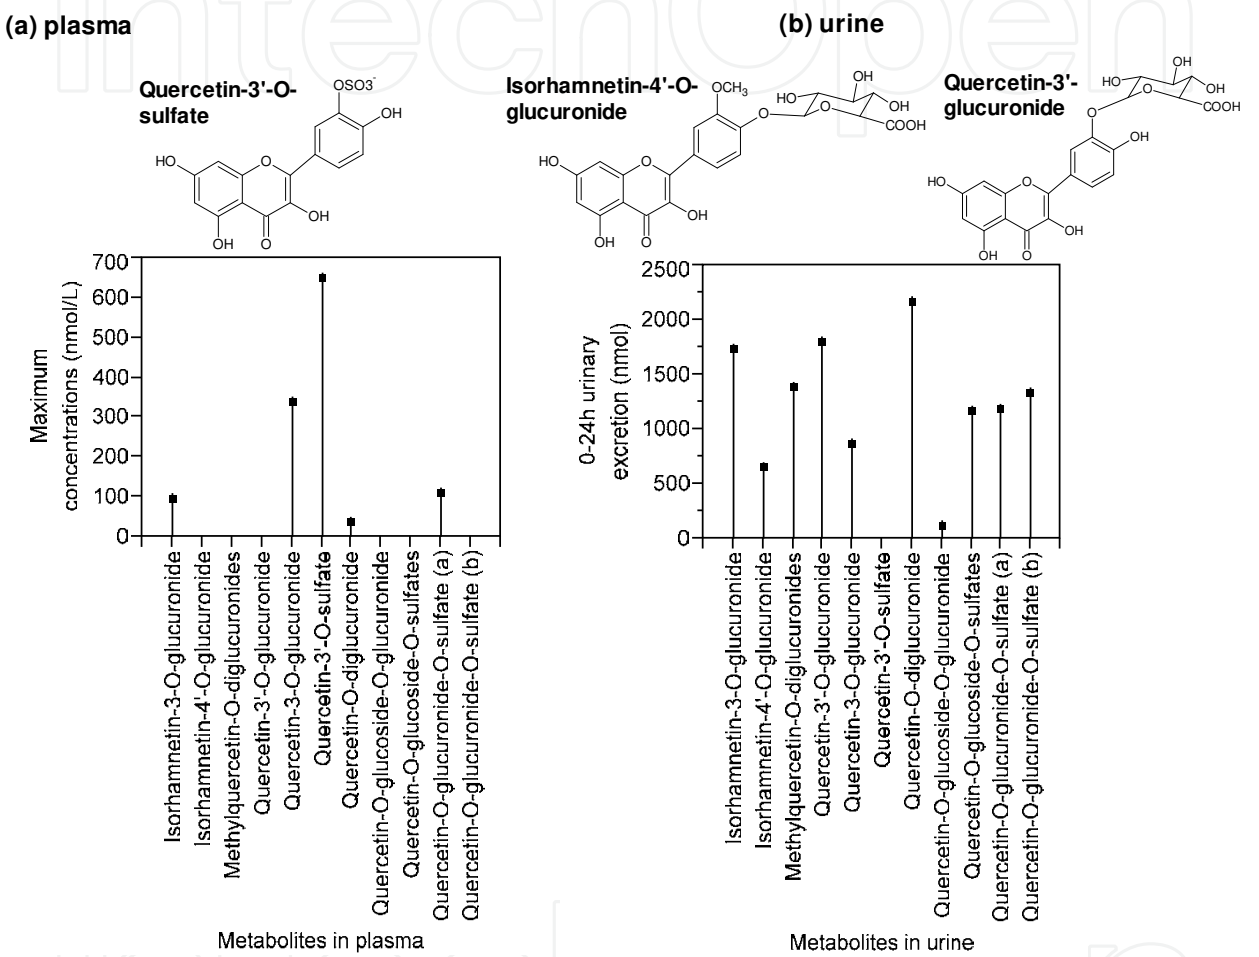 IntechOpen
(a) plasma
(b) urine
Quercetin-3'-O-
sulfate
OSO3-
OH
HO
O
OH
OH
O
Isorhamnetin-4'-O-
glucuronide
OCH3
HO
OH
O
OH
COOH
O
HO
O
OH
OH
O
Quercetin-3'-
glucuronide
OH
HO
O
OH
OH
COOH
O
OH
HO
O
OH
OH
O
Maximum
concentrations (nmol/L)
700
600
500
400
300
200
100
0
Isorhamnetin-3-O-glucuronide
Isorhamnetin-4'-O-glucuronide
Methylquercetin-O-diglucuronides
Quercetin-3'-O-glucuronide
Quercetin-3-O-glucuronide
Quercetin-3'-O-sulfate
Quercetin-O-diglucuronide
Quercetin-O-glucoside-O-glucuronide
Quercetin-O-glucoside-O-sulfates
Quercetin-O-glucuronide-O-sulfate (a)
Quercetin-O-glucuronide-O-sulfate (b)
Metabolites in plasma
0-24h urinary
excretion (nmol)
2500
2000
1500
1000
500
0
Isorhamnetin-3-O-glucuronide
Isorhamnetin-4'-O-glucuronide
Methylquercetin-O-diglucuronides
Quercetin-3'-O-glucuronide
Quercetin-3-O-glucuronide
Quercetin-3'-O-sulfate
Quercetin-O-diglucuronide
Quercetin-O-glucoside-O-glucuronide
Quercetin-O-glucoside-O-sulfates
Quercetin-O-glucuronide-O-sulfate (a)
Quercetin-O-glucuronide-O-sulfate (b)
Metabolites in urine